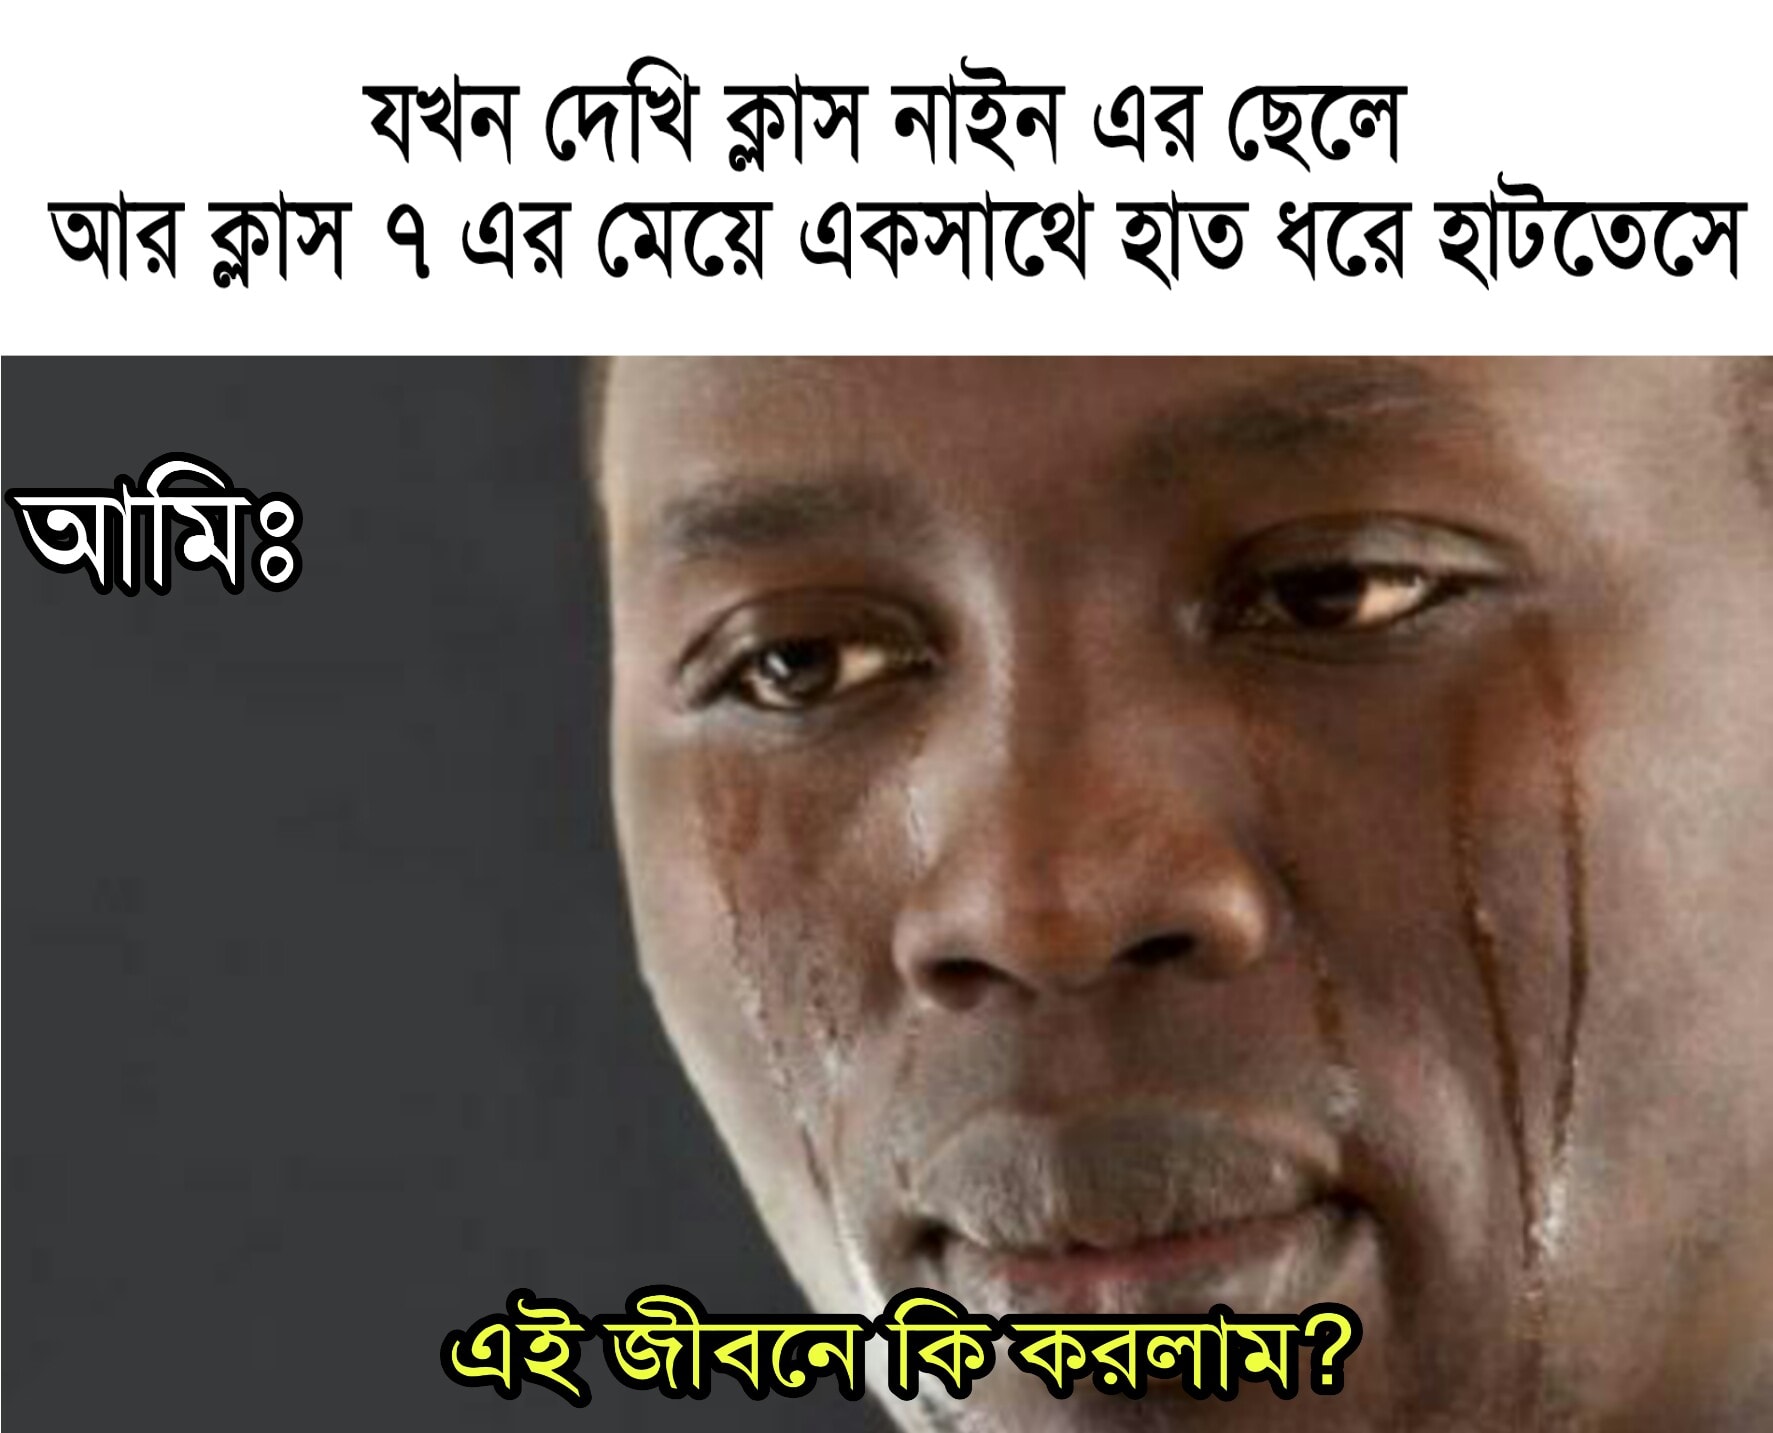 যখন দেখি ক্লাস নাইন এর ছেলে
আর ক্লাস ৭ এর মেয়ে একসাথে হাত ধরে হাটতেসে
আমিঃ
এই জীবনে কি করলাম?